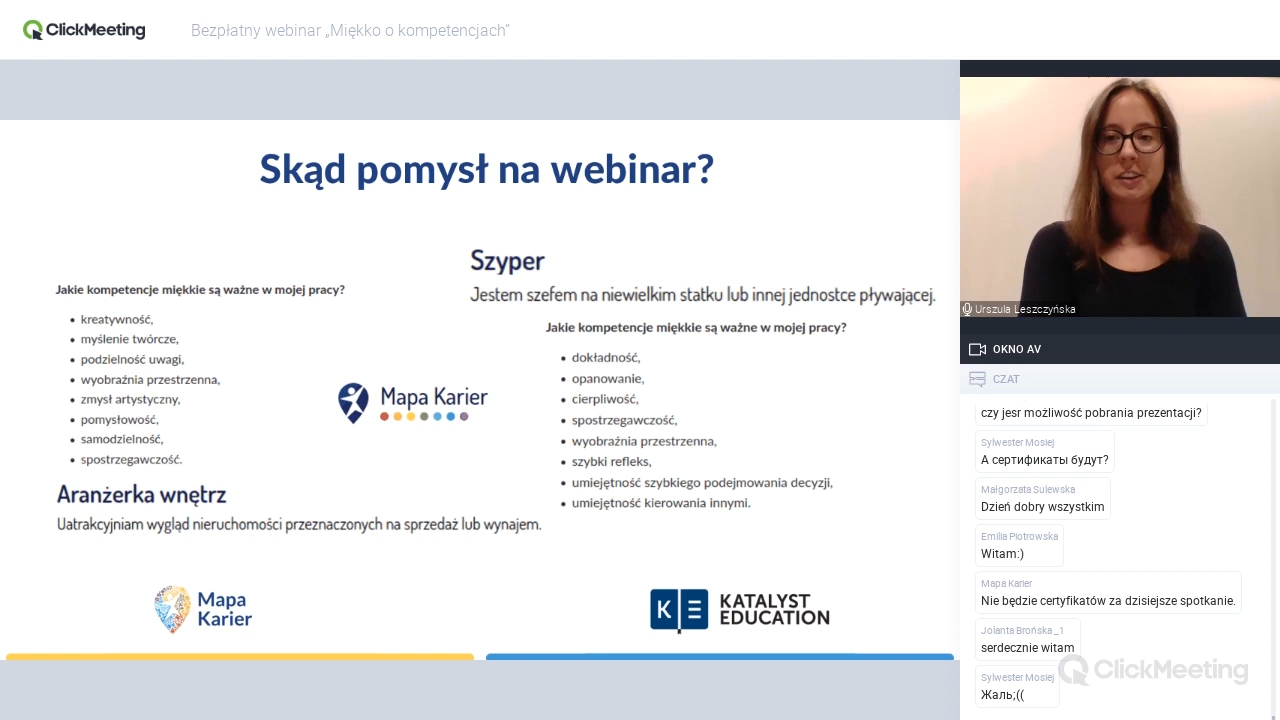 ClickMeeting
Bezpłatny webinar „Miękko o kompetencjach”
Skąd pomysł na webinar?
Jakie kompetencje miękkie są ważne w mojej pracy?
• kreatywność,
• myślenie twórcze,
• podzielność uwagi,
• wyobraźnia przestrzenna,
• zmysł artystyczny,
• pomysłowość,
• samodzielność,
• spostrzegawczość.
Aranżerka wnętrz
Uatrakcyjniam wygląd nieruchomości przeznaczonych na sprzedaż lub wynajem.
Mapa Karier
Szyper
Jestem szefem na niewielkim statku lub innej jednostce pływającej.
Jakie kompetencje miękkie są ważne w mojej pracy?
• dokładność,
• opanowanie,
• cierpliwość,
• spostrzegawczość,
• wyobraźnia przestrzenna,
• szybki refleks,
• umiejętność szybkiego podejmowania decyzji,
• umiejętność kierowania innymi.
Mapa
Karier
K E
KATALYST
EDUCATION
Urszula Leszczyńska
OKNO AV
CZAT
czy jesr możliwość pobrania prezentacji?
Sylwester Mosiej
А сертификаты будут?
Małgorzata Sulewska
Dzień dobry wszystkim
Emilia Piotrowska
Witam:)
Mapa Karier
Nie będzie certyfikatów za dzisiejsze spotkanie.
Jolanta Brońska _1
serdecznie witam
Sylwester Mosiej
Жаль;((
ClickMeeting